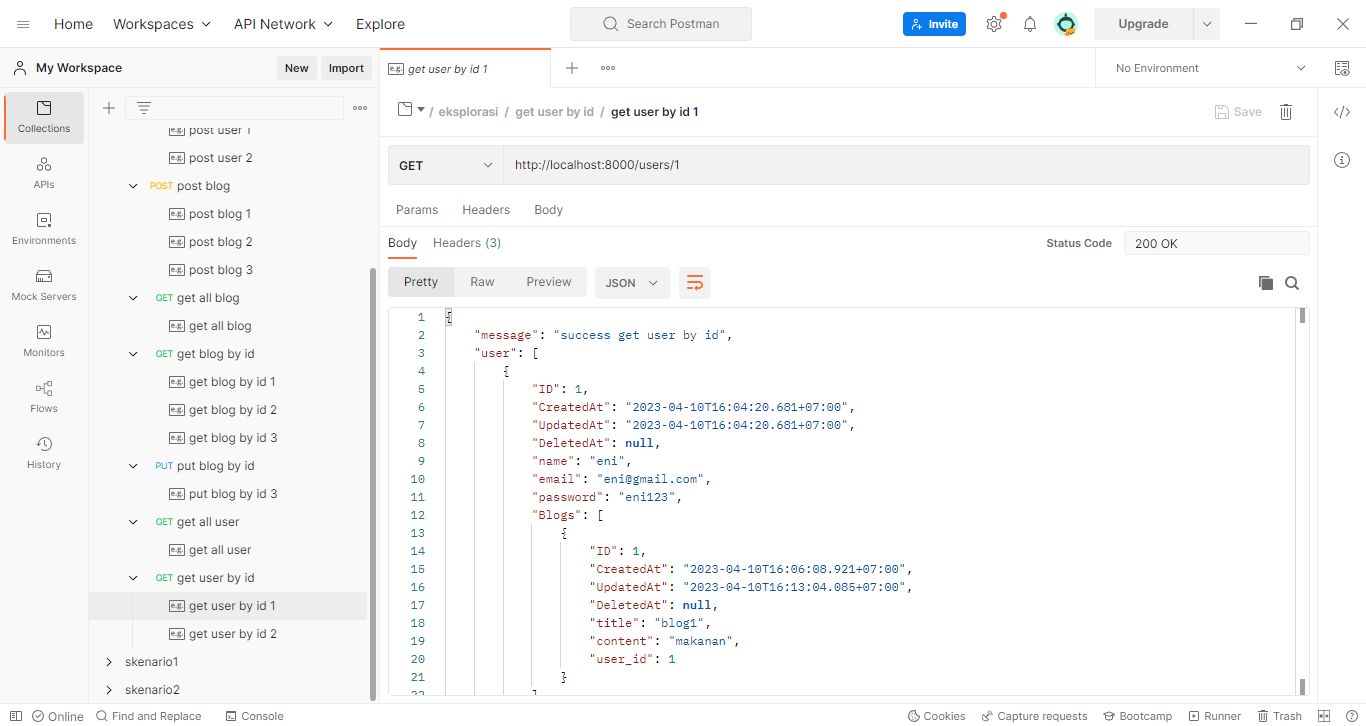 Home Workspaces API Network Explore Search Postman Invite Upgrade
My Workspace New Import
get user by id 1
No Environment
Collections
APIs
Environments
Mock Servers
Monitors
Flows
History
post user 1
post user 2
POST post blog
post blog 1
post blog 2
post blog 3
GET get all blog
get all blog
GET get blog by id
get blog by id 1
get blog by id 2
get blog by id 3
PUT put blog by id
put blog by id 3
GET get all user
get all user
GET get user by id
get user by id 1
get user by id 2
skenario1
skenario2
/ eksplorasi / get user by id / get user by id 1 Save
GET http://localhost:8000/users/1
Params Headers Body
Body Headers (3) Status Code 200 OK
Pretty Raw Preview JSON
1 {
2 "message": "success get user by id",
3 "user": [
4 {
5 "ID": 1,
6 "CreatedAt": "2023-04-10T16:04:20.681+07:00",
7 "UpdatedAt": "2023-04-10T16:04:20.681+07:00",
8 "DeletedAt": null,
9 "name": "eni",
10 "email": "eni@gmail.com",
11 "password": "eni123",
12 "Blogs": [
13 {
14 "ID": 1,
15 "CreatedAt": "2023-04-10T16:06:08.921+07:00",
16 "UpdatedAt": "2023-04-10T16:13:04.085+07:00",
17 "DeletedAt": null,
18 "title": "blog1",
19 "content": "makanan",
20 "user_id": 1
21 }
22 ]
Online Find and Replace Console Cookies Capture requests Bootcamp Runner Trash